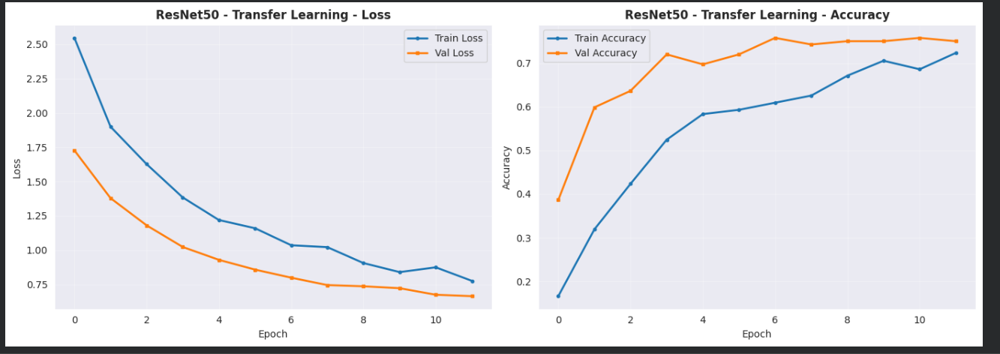 ResNet50 - Transfer Learning - Loss
2.50
2.25
2.00
1.75
1.50
1.25
1.00
0.75
Loss
Train Loss
Val Loss
0 2 4 6 8 10
Epoch
ResNet50 - Transfer Learning - Accuracy
0.7
0.6
0.5
0.4
0.3
0.2
Accuracy
Train Accuracy
Val Accuracy
0 2 4 6 8 10
Epoch